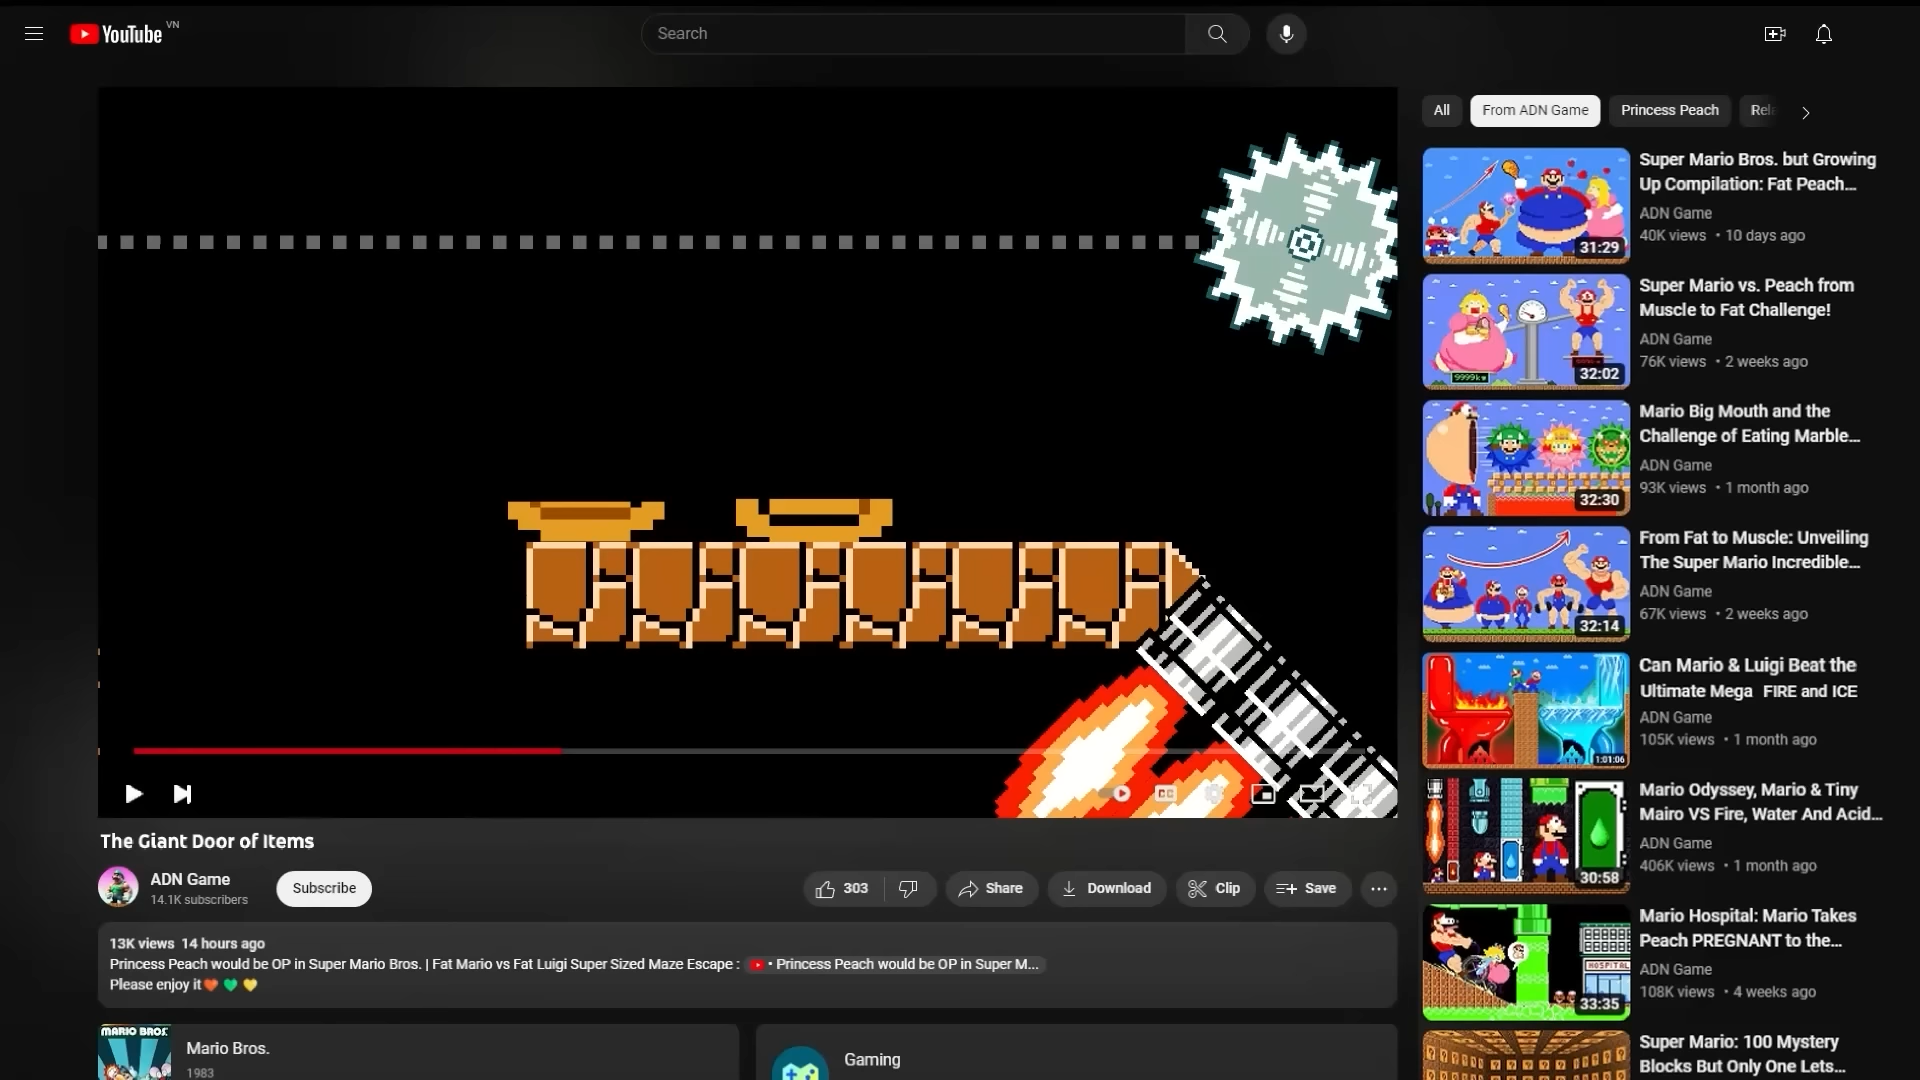 YouTube VN
Search
All
From ADN Game
Princess Peach
Super Mario Bros. but Growing
Up Compilation: Fat Peach...
ADN Game
40K views • 10 days ago
31:29
Super Mario vs. Peach from
Muscle to Fat Challenge!
ADN Game
76K views • 2 weeks ago
9999kg
32:02
Mario Big Mouth and the
Challenge of Eating Marble...
ADN Game
93K views • 1 month ago
32:30
From Fat to Muscle: Unveiling
The Super Mario Incredible...
ADN Game
67K views • 2 weeks ago
32:14
Can Mario & Luigi Beat the
Ultimate Mega FIRE and ICE
ADN Game
105K views • 1 month ago
1:01:06
Mario Odyssey, Mario & Tiny
Mairo VS Fire, Water And Acid...
ADN Game
406K views • 1 month ago
30:58
Mario Hospital: Mario Takes
Peach PREGNANT to the...
ADN Game
108K views • 4 weeks ago
HOSPITAL
33:35
Super Mario: 100 Mystery
Blocks But Only One Lets...
CC
The Giant Door of Items
ADN Game
14.1K subscribers
Subscribe
303
Share
Download
Clip
Save
13K views 14 hours ago
Princess Peach would be OP in Super Mario Bros. | Fat Mario vs Fat Luigi Super Sized Maze Escape : • Princess Peach would be OP in Super M...
Please enjoy it🧡💚💛
MARIO BROS.
Mario Bros.
1983
Gaming